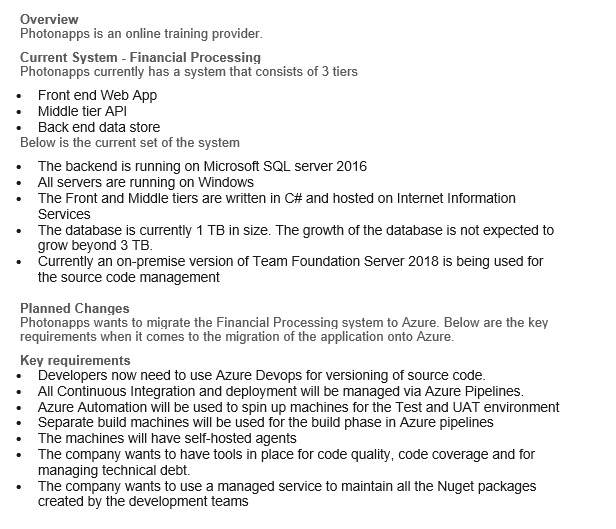 Overview
Photonapps is an online training provider.
Current System - Financial Processing
Photonapps currently has a system that consists of 3 tiers
• Front end Web App
• Middle tier API
• Back end data store
Below is the current set of the system
• The backend is running on Microsoft SQL server 2016
• All servers are running on Windows
• The Front and Middle tiers are written in C# and hosted on Internet Information
Services
• The database is currently 1 TB in size. The growth of the database is not expected to
grow beyond 3 TB.
• Currently an on-premise version of Team Foundation Server 2018 is being used for
the source code management
Planned Changes
Photonapps wants to migrate the Financial Processing system to Azure. Below are the key
requirements when it comes to the migration of the application onto Azure.
Key requirements
• Developers now need to use Azure Devops for versioning of source code.
• All Continuous Integration and deployment will be managed via Azure Pipelines.
• Azure Automation will be used to spin up machines for the Test and UAT environment
• Separate build machines will be used for the build phase in Azure pipelines
• The machines will have self-hosted agents
• The company wants to have tools in place for code quality, code coverage and for
managing technical debt.
• The company wants to use a managed service to maintain all the Nuget packages
created by the development teams